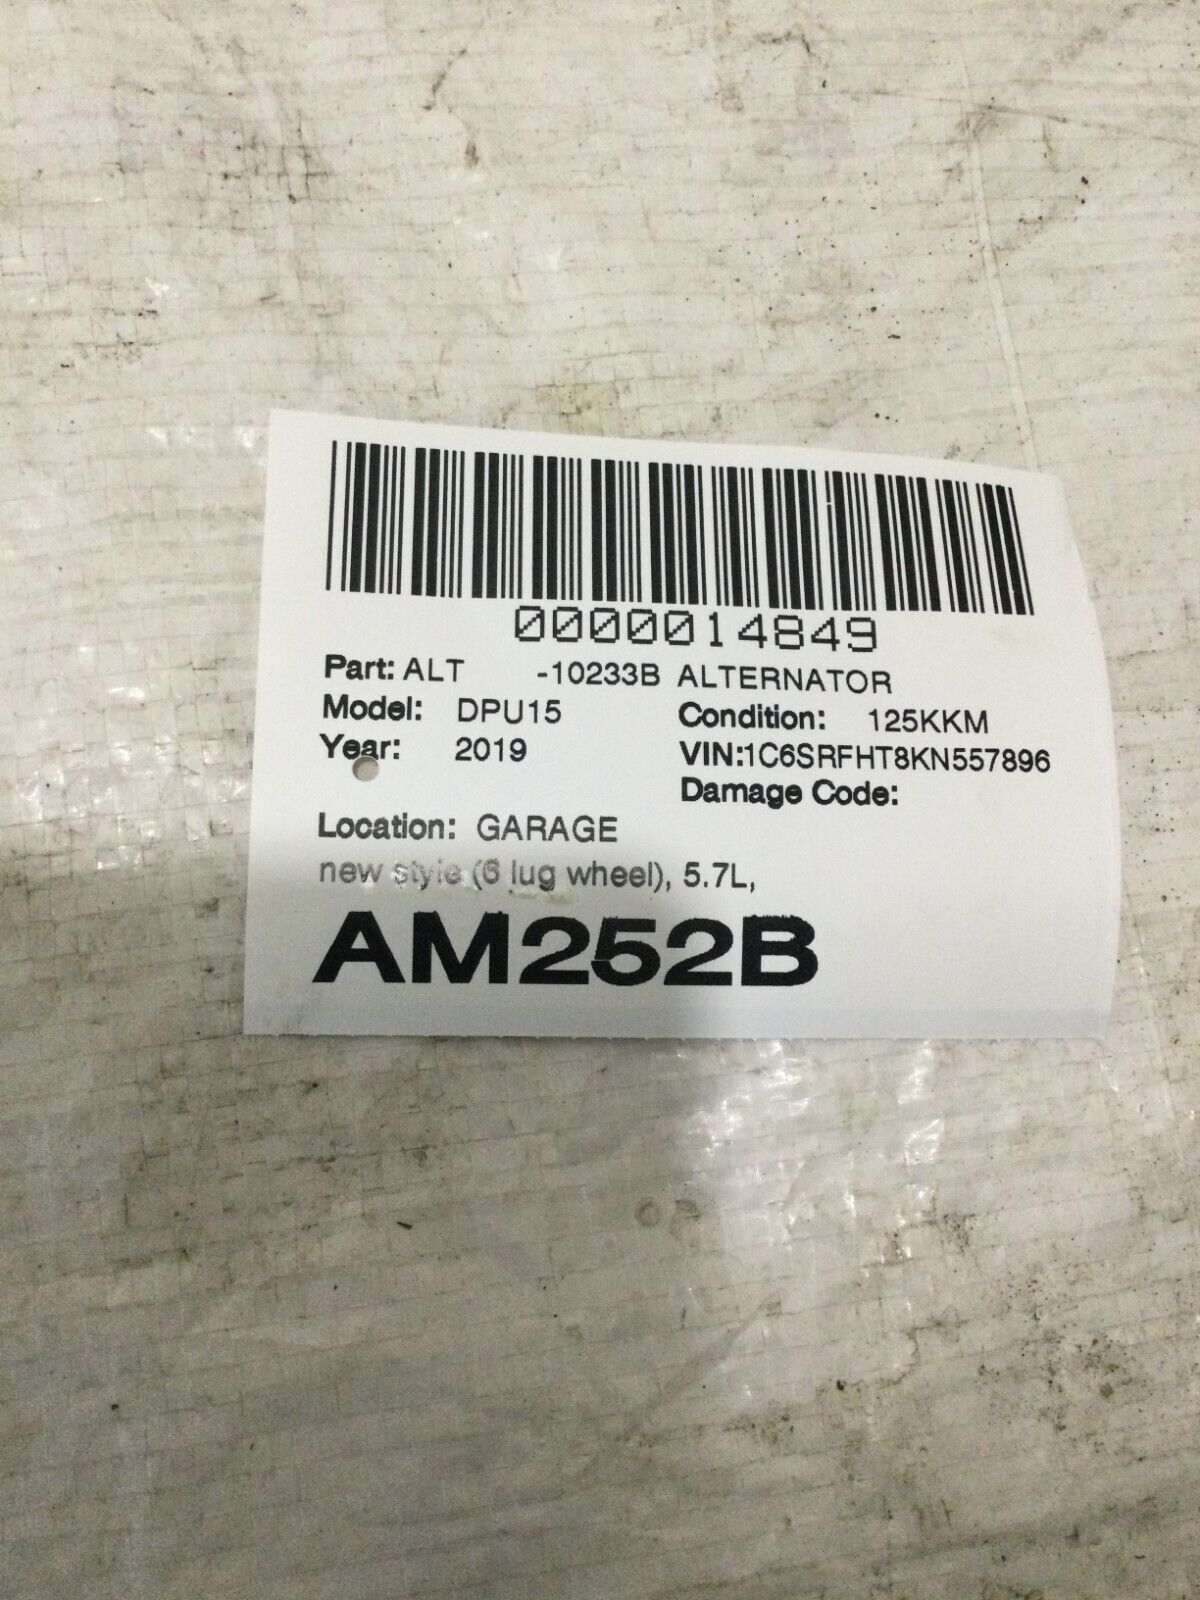 0000014849
Part: ALT -10233B ALTERNATOR
Model: DPU15 Condition: 125KKM
Year: 2019 VIN:1C6SRFHT8KN557896
Damage Code:
Location: GARAGE
new style (6 lug wheel), 5.7L,
AM252B